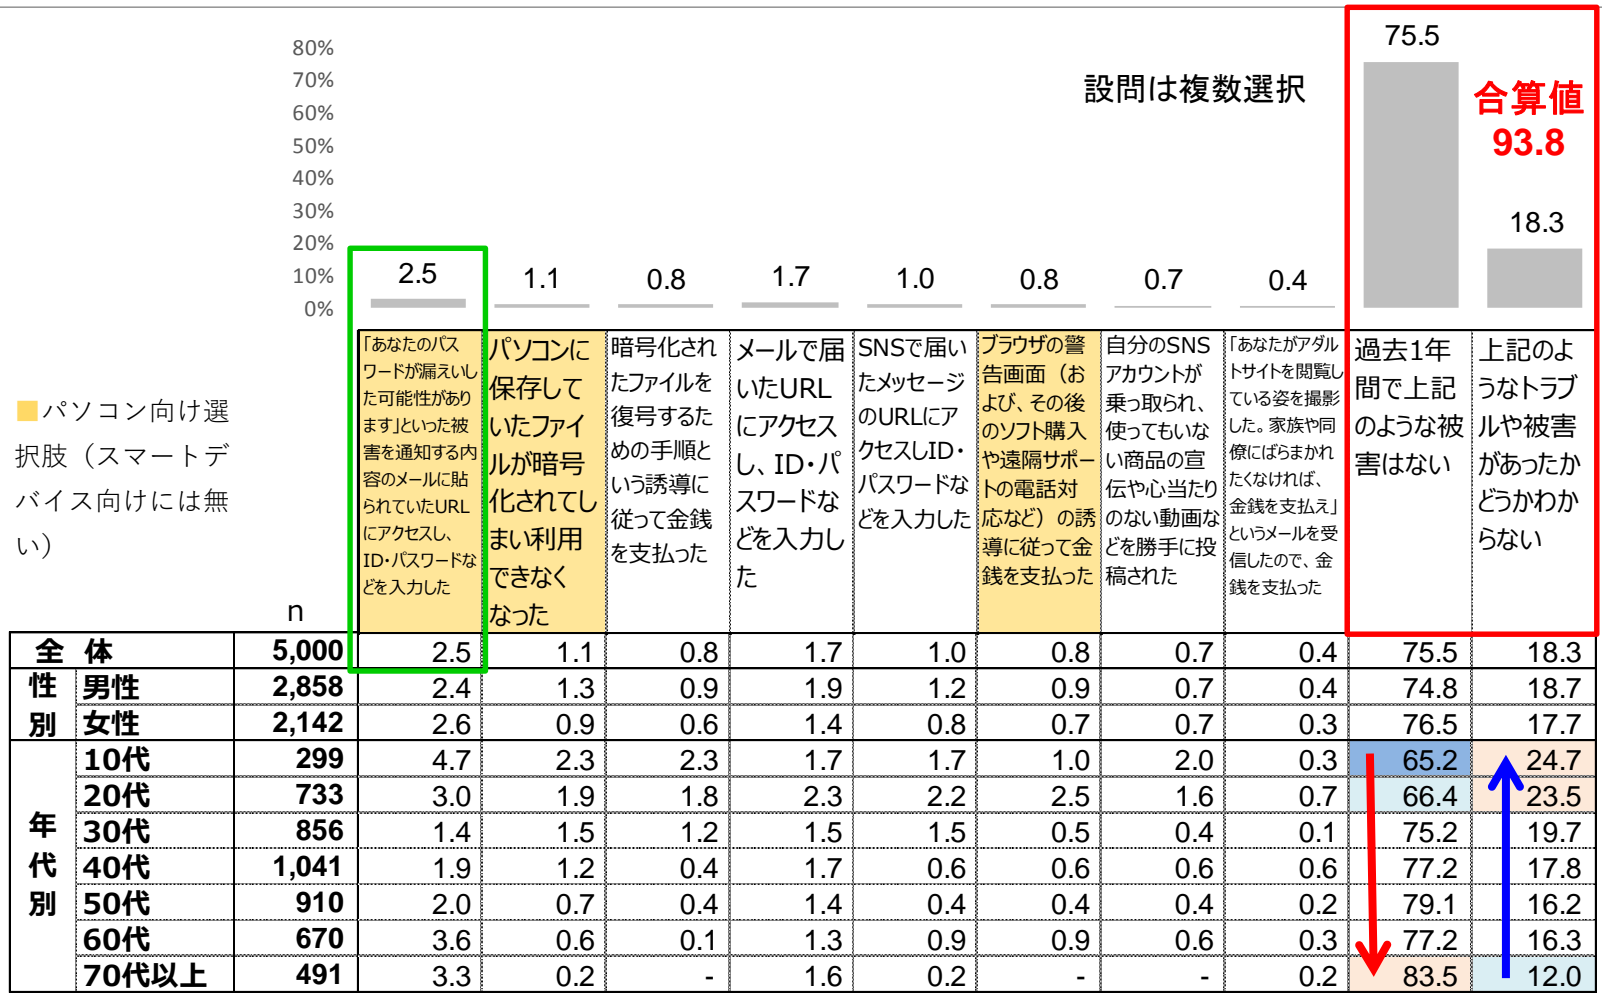 80%
70%
60%
50%
40%
30%
20%
10%
0%
設問は複数選択
75.5
合算値
93.8
18.3
2.5
1.1
0.8
1.7
1.0
0.8
0.7
0.4
■パソコン向け選
択肢（スマートデ
バイス向けには無
い）
n
「あなたのパス
ワードが漏えいし
た可能性があり
ます」といった被
害を通知する内
容のメールに貼
られていたURL
にアクセスし、
ID・パスワードな
どを入力した
パソコンに
保存して
いたファイ
ルが暗号
化されてし
まい利用
できなく
なった
暗号化され
たファイルを
復号するた
めの手順と
いう誘導に
従って金銭
を支払った
メールで届
いたURL
にアクセス
し、ID・パ
スワードな
どを入力し
た
SNSで届い
たメッセージ
のURLにア
クセスしID・
パスワードな
どを入力した
ブラウザの警
告画面（お
よび、その後
のソフト購入
や遠隔サポー
トの電話対
応など）の誘
導に従って金
銭を支払った
自分のSNS
アカウントが
乗っ取られ、
使ってもいな
い商品の宣
伝や心当たり
のない動画な
どを勝手に投
稿された
「あなたがアダル
トサイトを閲覧し
ている姿を撮影
した。家族や同
僚にばらまかれ
たくなければ、
金銭を支払え」
というメールを受
信したので、金
銭を支払った
過去1年
間で上記
のような被
害はない
上記のよ
うなトラブ
ルや被害
があったか
どうかわか
らない
全 体 5,000 2.5 1.1 0.8 1.7 1.0 0.8 0.7 0.4 75.5 18.3
性別
男性 2,858 2.4 1.3 0.9 1.9 1.2 0.9 0.7 0.4 74.8 18.7
女性 2,142 2.6 0.9 0.6 1.4 0.8 0.7 0.7 0.3 76.5 17.7
年代別
10代 299 4.7 2.3 2.3 1.7 1.7 1.0 2.0 0.3 65.2 24.7
20代 733 3.0 1.9 1.8 2.3 2.2 2.5 1.6 0.7 66.4 23.5
30代 856 1.4 1.5 1.2 1.5 1.5 0.5 0.4 0.1 75.2 19.7
40代 1,041 1.9 1.2 0.4 1.7 0.6 0.6 0.6 0.6 77.2 17.8
50代 910 2.0 0.7 0.4 1.4 0.4 0.4 0.4 0.2 79.1 16.2
60代 670 3.6 0.6 0.1 1.3 0.9 0.9 0.6 0.3 77.2 16.3
70代以上 491 3.3 0.2 - 1.6 0.2 - - 0.2 83.5 12.0